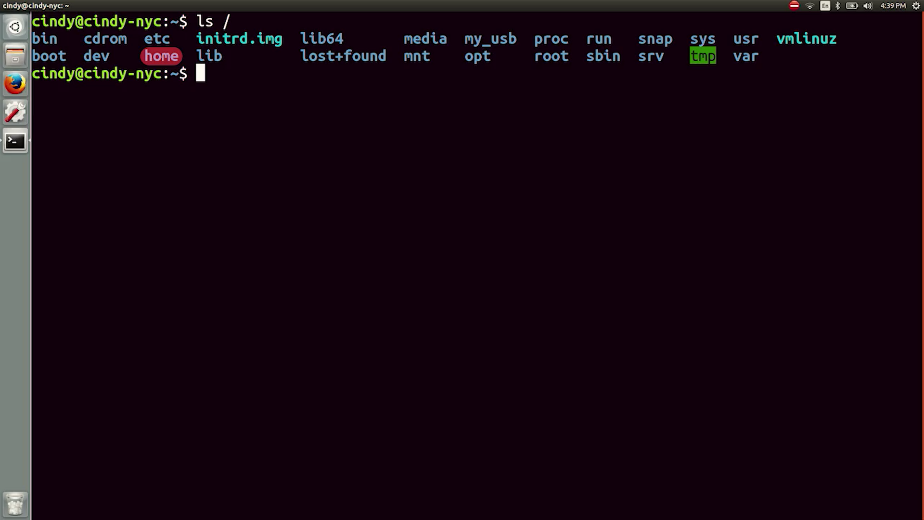 cindy@cindy-nyc: ~
En
4:39 PM
cindy@cindy-nyc:~$ ls /
bin cdrom etc initrd.img lib64 media my_usb proc run snap sys usr vmlinuz
boot dev home lib lost+found mnt opt root sbin srv tmp var
cindy@cindy-nyc:~$